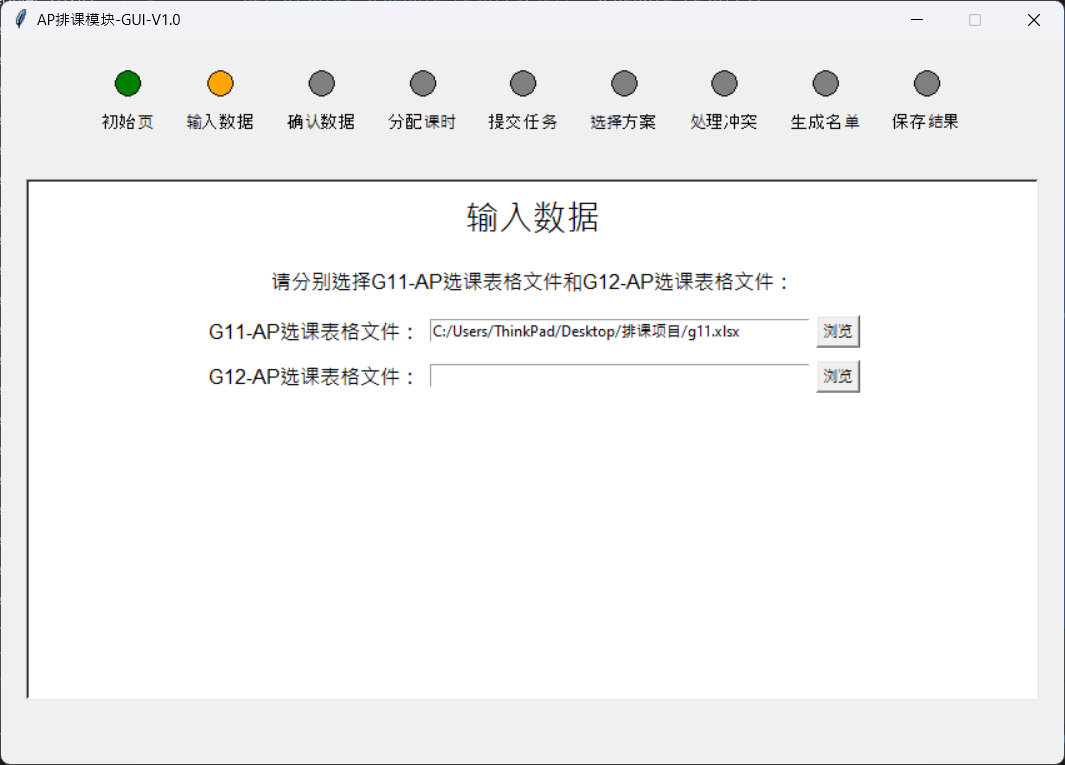 AP排课模块-GUI-V1.0
初始页 输入数据 确认数据 分配课时 提交任务 选择方案 处理冲突 生成名单 保存结果
输入数据
请分别选择G11-AP选课表格文件和G12-AP选课表格文件：
G11-AP选课表格文件： C:/Users/ThinkPad/Desktop/排课项目/g11.xlsx 浏览
G12-AP选课表格文件： 浏览